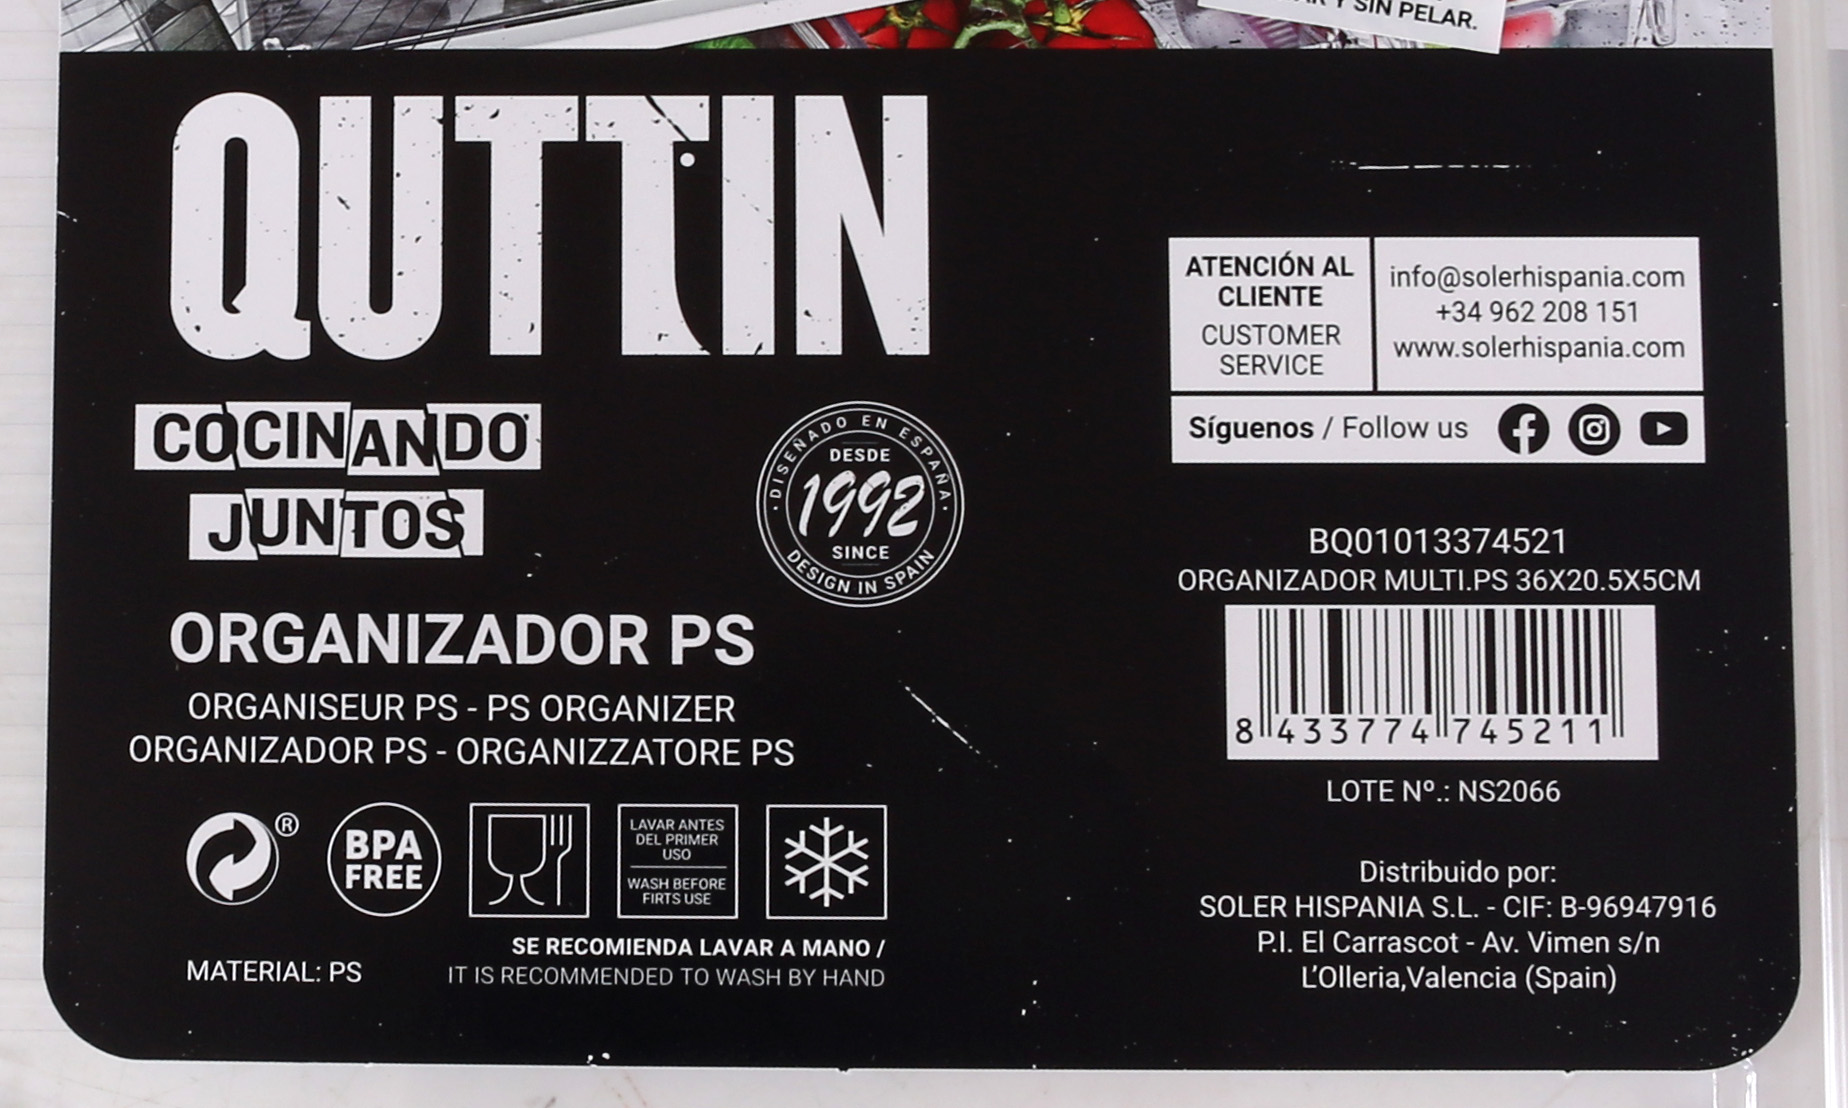 Y SIN PELAR.
QUTTIN
COCINANDO
JUNTOS
DISEÑADO EN ESPAÑA
DESDE
1992
SINCE
DESIGN IN SPAIN
ORGANIZADOR PS
ORGANISEUR PS - PS ORGANIZER
ORGANIZADOR PS - ORGANIZZATORE PS
®
BPA
FREE
LAVAR ANTES
DEL PRIMER
USO
WASH BEFORE
FIRTS USE
MATERIAL: PS
SE RECOMIENDA LAVAR A MANO /
IT IS RECOMMENDED TO WASH BY HAND
ATENCIÓN AL
CLIENTE
CUSTOMER
SERVICE
info@solerhispania.com
+34 962 208 151
www.solerhispania.com
Síguenos / Follow us
BQ01013374521
ORGANIZADOR MULTI.PS 36X20.5X5CM
8 433774 745211
LOTE Nº.: NS2066
Distribuido por:
SOLER HISPANIA S.L. - CIF: B-96947916
P.I. El Carrascot - Av. Vimen s/n
L'Olleria,Valencia (Spain)